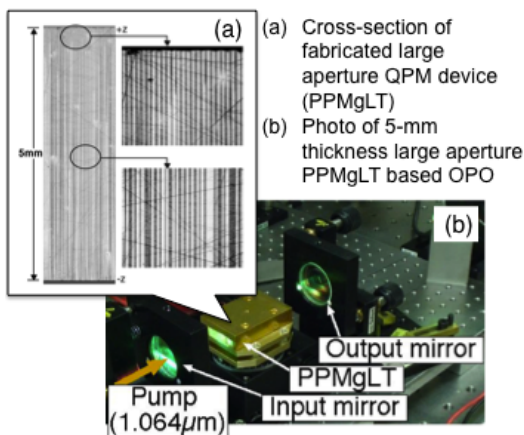 (a)
+z
5mm
-z
(a) Cross-section of
fabricated large
aperture QPM device
(PPMgLT)
(b) Photo of 5-mm
thickness large aperture
PPMgLT based OPO
(b)
Output mirror
PPMgLT
Input mirror
Pump
(1.064μm)